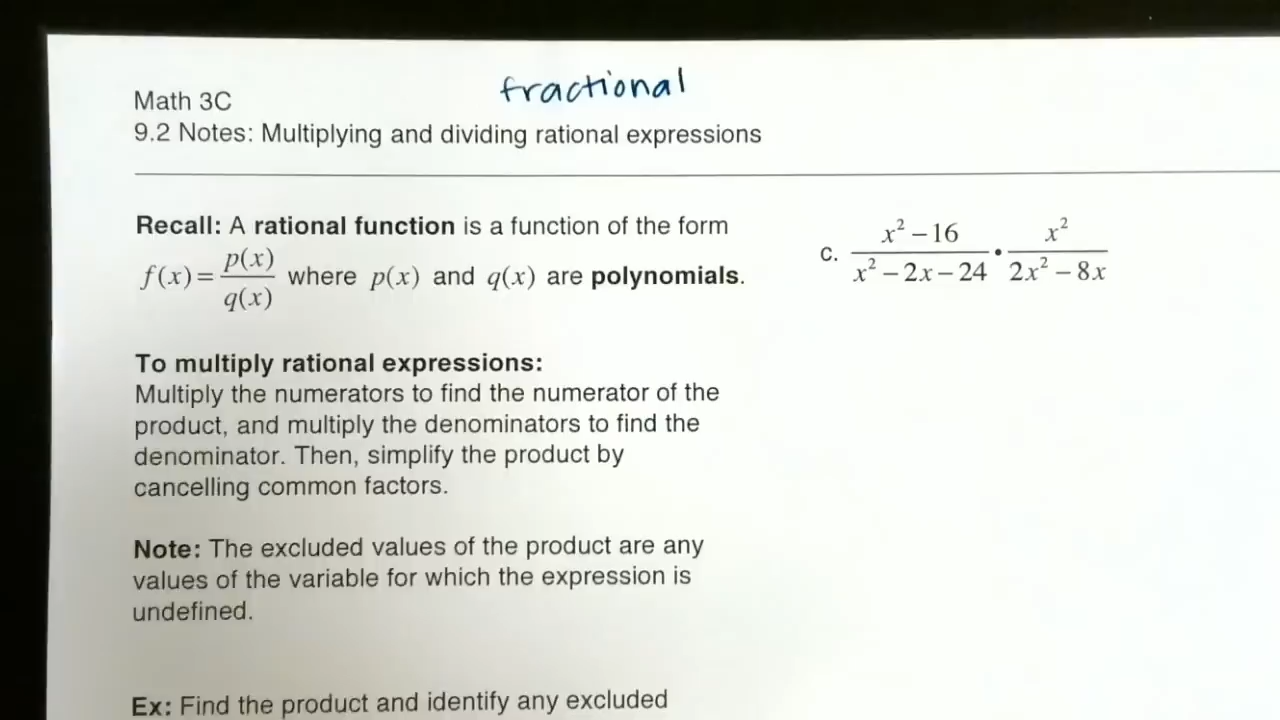 fractional
Math 3C
9.2 Notes: Multiplying and dividing rational expressions
Recall: A rational function is a function of the form
f(x) = p(x)/q(x) where p(x) and q(x) are polynomials.
To multiply rational expressions:
Multiply the numerators to find the numerator of the
product, and multiply the denominators to find the
denominator. Then, simplify the product by
cancelling common factors.
Note: The excluded values of the product are any
values of the variable for which the expression is
undefined.
Ex: Find the product and identify any excluded
c. (x² – 16)/(x² – 2x – 24) • x²/(2x² – 8x)